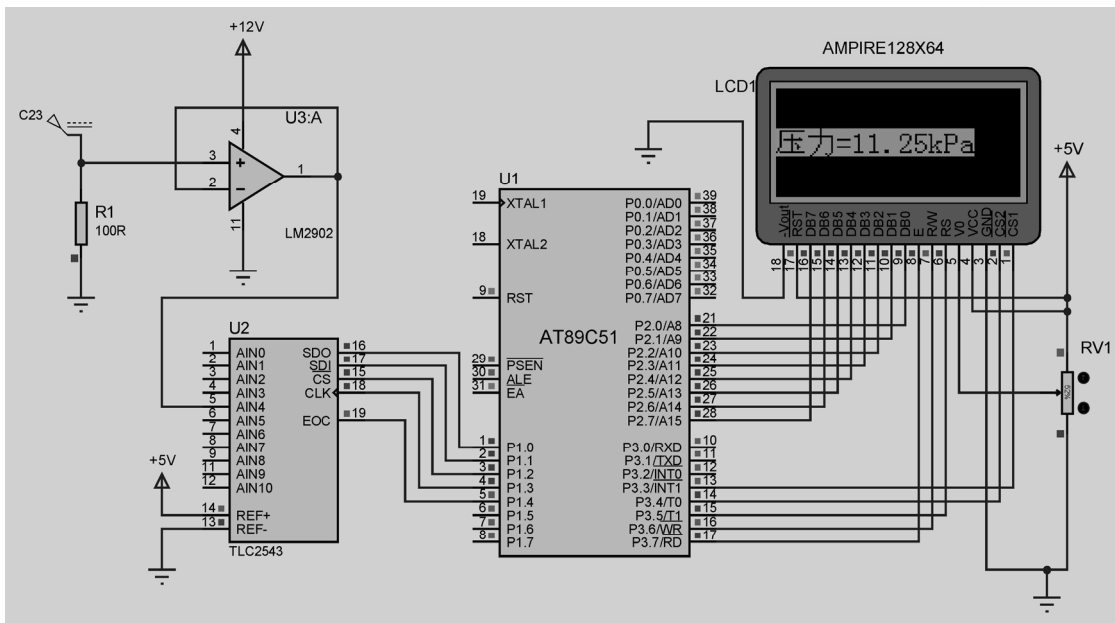 +12V
AMPIRE128X64
LCD1
C23
4
U3:A
3
+
1
2
−
11
LM2902
R1
100R
压力=11.25kPa
+5V
-Vout
RST
DB7
DB6
DB5
DB4
DB3
DB2
DB1
DB0
E
R/W
RS
V0
VCC
GND
CS2
CS1
18
17
16
15
14
13
12
11
10
9
8
7
6
5
4
3
2
1
U1
19 XTAL1
18 XTAL2
9 RST
29 PSEN
30 ALE
31 EA
1 P1.0
2 P1.1
3 P1.2
4 P1.3
5 P1.4
6 P1.5
7 P1.6
8 P1.7
AT89C51
P0.0/AD0 39
P0.1/AD1 38
P0.2/AD2 37
P0.3/AD3 36
P0.4/AD4 35
P0.5/AD5 34
P0.6/AD6 33
P0.7/AD7 32
P2.0/A8 21
P2.1/A9 22
P2.2/A10 23
P2.3/A11 24
P2.4/A12 25
P2.5/A13 26
P2.6/A14 27
P2.7/A15 28
P3.0/RXD 10
P3.1/TXD 11
P3.2/INT0 12
P3.3/INT1 13
P3.4/T0 14
P3.5/T1 15
P3.6/WR 16
P3.7/RD 17
RV1
52%
U2
1 AIN0
2 AIN1
3 AIN2
4 AIN3
5 AIN4
6 AIN5
7 AIN6
8 AIN7
9 AIN8
11 AIN9
12 AIN10
SDO 16
SDI 17
CS 15
CLK 18
EOC 19
+5V
14 REF+
13 REF-
TLC2543